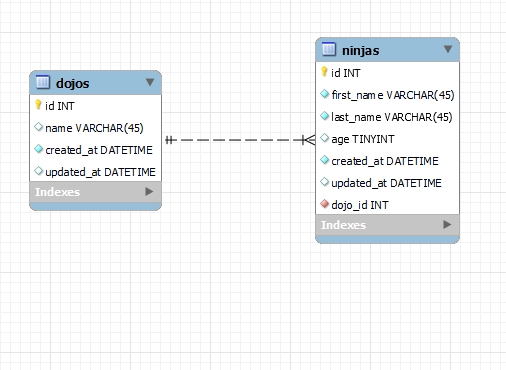 dojos
id INT
name VARCHAR(45)
created_at DATETIME
updated_at DATETIME
Indexes
ninjas
id INT
first_name VARCHAR(45)
last_name VARCHAR(45)
age TINYINT
created_at DATETIME
updated_at DATETIME
dojo_id INT
Indexes